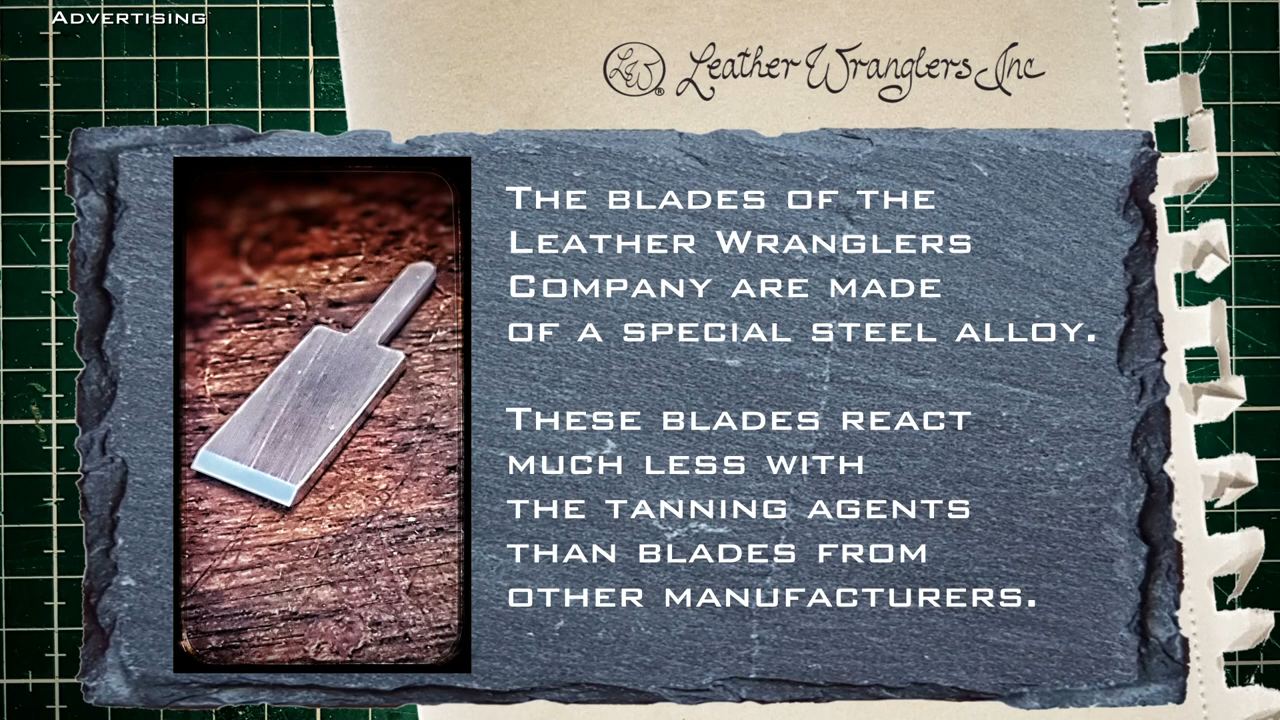 Advertising
LW® Leather Wranglers Inc
The blades of the
Leather Wranglers
Company are made
of a special steel alloy.
These blades react
much less with
the tanning agents
than blades from
other manufacturers.